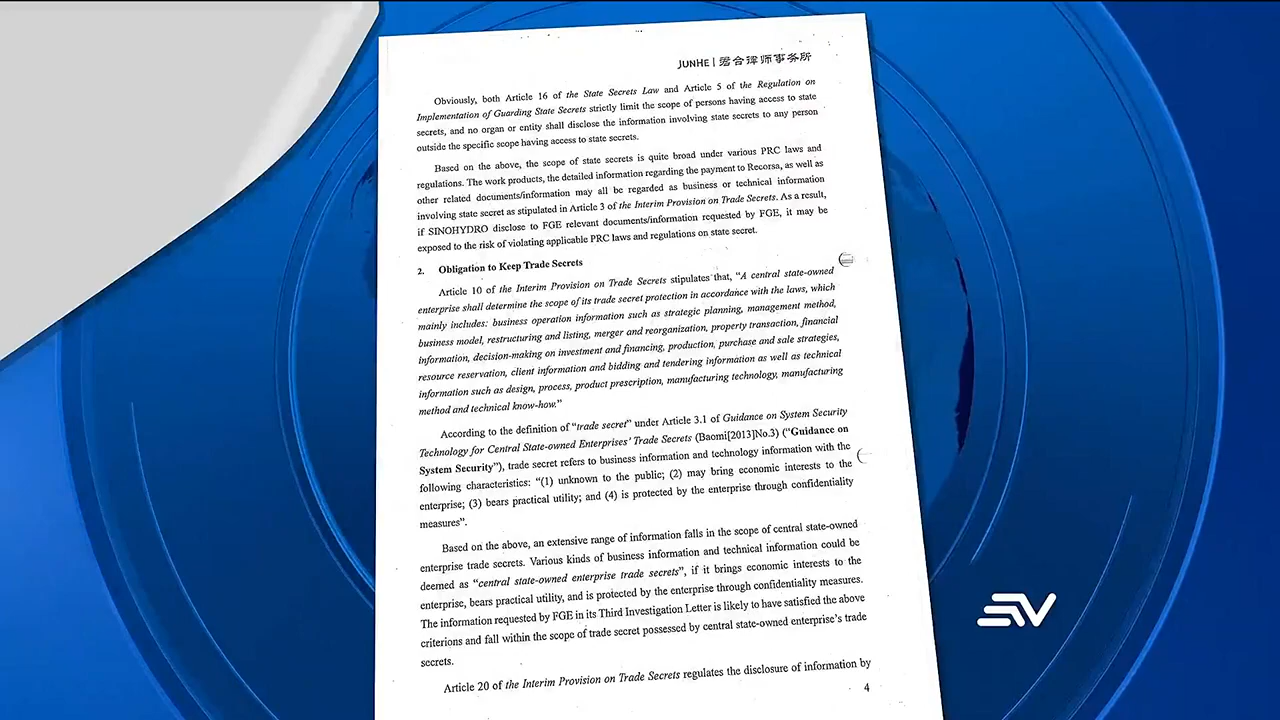 JUNHE | 君合律师事务所
Obviously, both Article 16 of the State Secrets Law and Article 5 of the Regulation on
Implementation of Guarding State Secrets strictly limit the scope of persons having access to state
secrets, and no organ or entity shall disclose the information involving state secrets to any person
outside the specific scope having access to state secrets.
Based on the above, the scope of state secrets is quite broad under various PRC laws and
regulations. The work products, the detailed information regarding the payment to Recorsa, as well as
other related documents/information may all be regarded as business or technical information
involving state secret as stipulated in Article 3 of the Interim Provision on Trade Secrets. As a result,
if SINOHYDRO disclose to FGE relevant documents/information requested by FGE, it may be
exposed to the risk of violating applicable PRC laws and regulations on state secret.
2. Obligation to Keep Trade Secrets
Article 10 of the Interim Provision on Trade Secrets stipulates that, “A central state-owned
enterprise shall determine the scope of its trade secret protection in accordance with the laws, which
mainly includes: business operation information such as strategic planning, management method,
business model, restructuring and listing, merger and reorganization, property transaction, financial
information, decision-making on investment and financing, production, purchase and sale strategies,
resource reservation, client information and bidding and tendering information as well as technical
information such as design, process, product prescription, manufacturing technology, manufacturing
method and technical know-how.”
According to the definition of “trade secret” under Article 3.1 of Guidance on System Security
Technology for Central State-owned Enterprises’ Trade Secrets (Baomi[2013]No.3) (“Guidance on
System Security”), trade secret refers to business information and technology information with the
following characteristics: “(1) unknown to the public; (2) may bring economic interests to the
enterprise; (3) bears practical utility; and (4) is protected by the enterprise through confidentiality
measures”.
Based on the above, an extensive range of information falls in the scope of central state-owned
enterprise trade secrets. Various kinds of business information and technical information could be
deemed as “central state-owned enterprise trade secrets”, if it brings economic interests to the
enterprise, bears practical utility, and is protected by the enterprise through confidentiality measures.
The information requested by FGE in its Third Investigation Letter is likely to have satisfied the above
criterions and fall within the scope of trade secret possessed by central state-owned enterprise’s trade
secrets.
Article 20 of the Interim Provision on Trade Secrets regulates the disclosure of information by
4